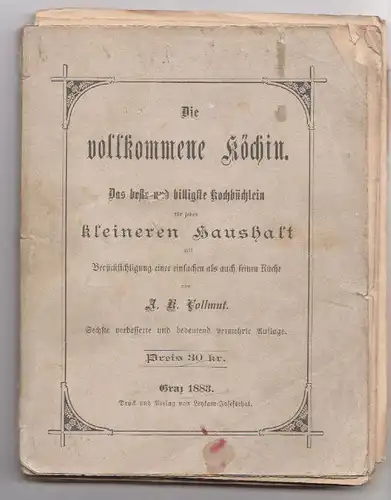 Die
vollkommene Köchin.
Das beste und billigste Kochbüchlein
für jeden
kleineren Haushalt
mit
Berücksichtigung einer einfachen als auch feinen Küche
von
J. K. Vollmut.
Sechste verbesserte und bedeutend vermehrte Auflage.
Preis 30 kr.
Graz 1883.
Druck und Verlag von Leykam-Josefsthal.